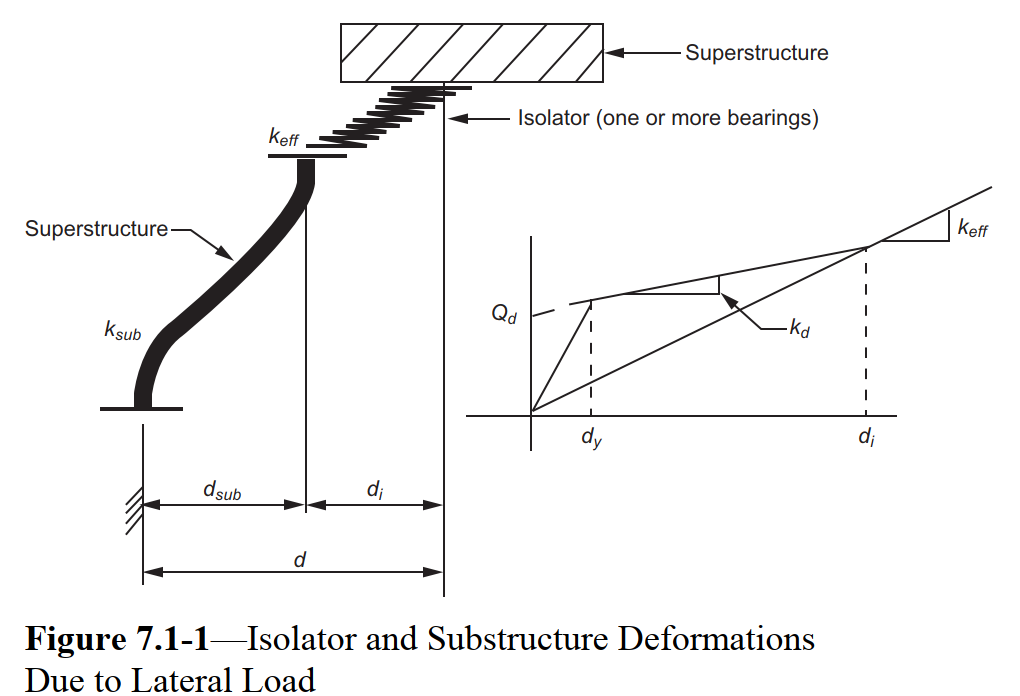 Superstructure
Isolator (one or more bearings)
keff
Superstructure
ksub
dsub
di
d
keff
Qd
kd
dy
di
Figure 7.1-1—Isolator and Substructure Deformations
Due to Lateral Load